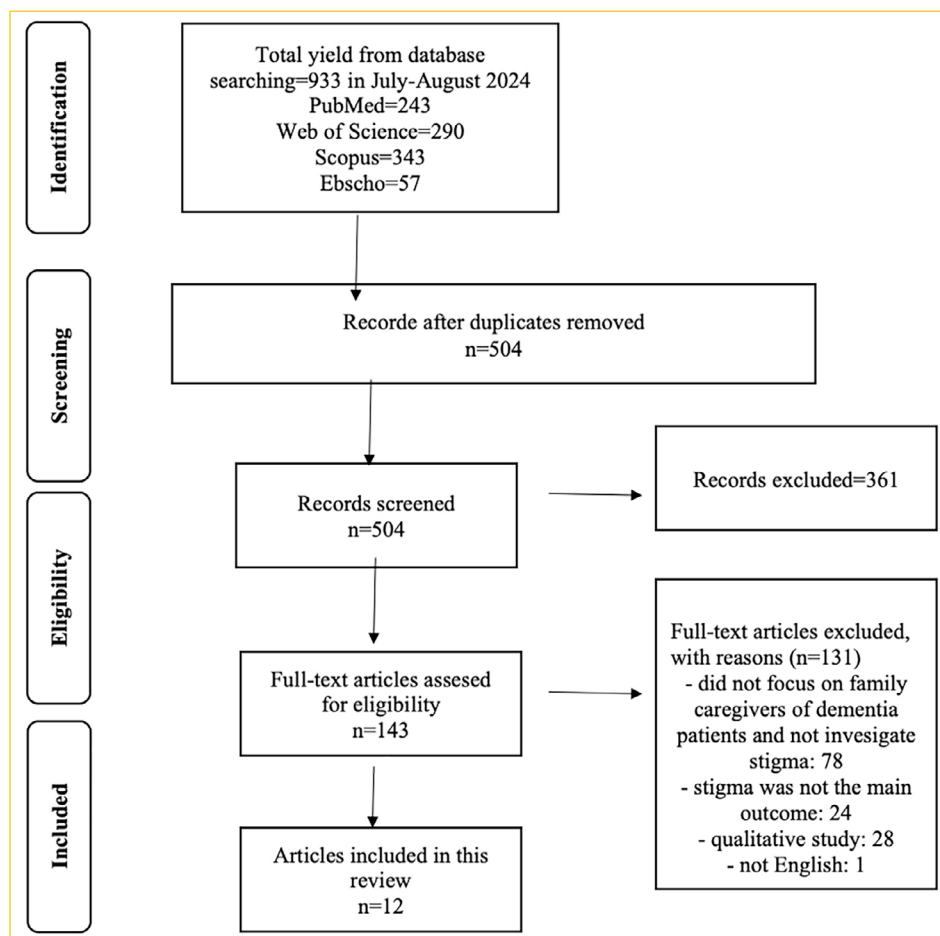 Identification
Total yield from database
searching=933 in July-August 2024
PubMed=243
Web of Science=290
Scopus=343
Ebscho=57
Screening
Recorde after duplicates removed
n=504
Records screened
n=504
Records excluded=361
Eligibility
Full-text articles assesed
for eligibility
n=143
Full-text articles excluded,
with reasons (n=131)
- did not focus on family
caregivers of dementia
patients and not invesigate
stigma: 78
- stigma was not the main
outcome: 24
- qualitative study: 28
- not English: 1
Included
Articles included in this
review
n=12